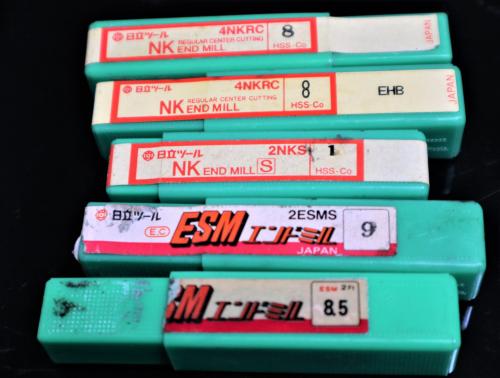 日立ツール 4NKRC 8
REGULAR CENTER CUTTING
NK END MILL HSS-Co JAPAN
日立ツール 4NKRC 8
REGULAR CENTER CUTTING EHB
NK END MILL HSS-Co JAPAN
日立ツール 2NKS 1
NK END MILL S HSS-Co
日立ツール 2ESMS
E.C ESM エンドミル 9
JAPAN
ESM 2Fl
SM エンドミル 8.5